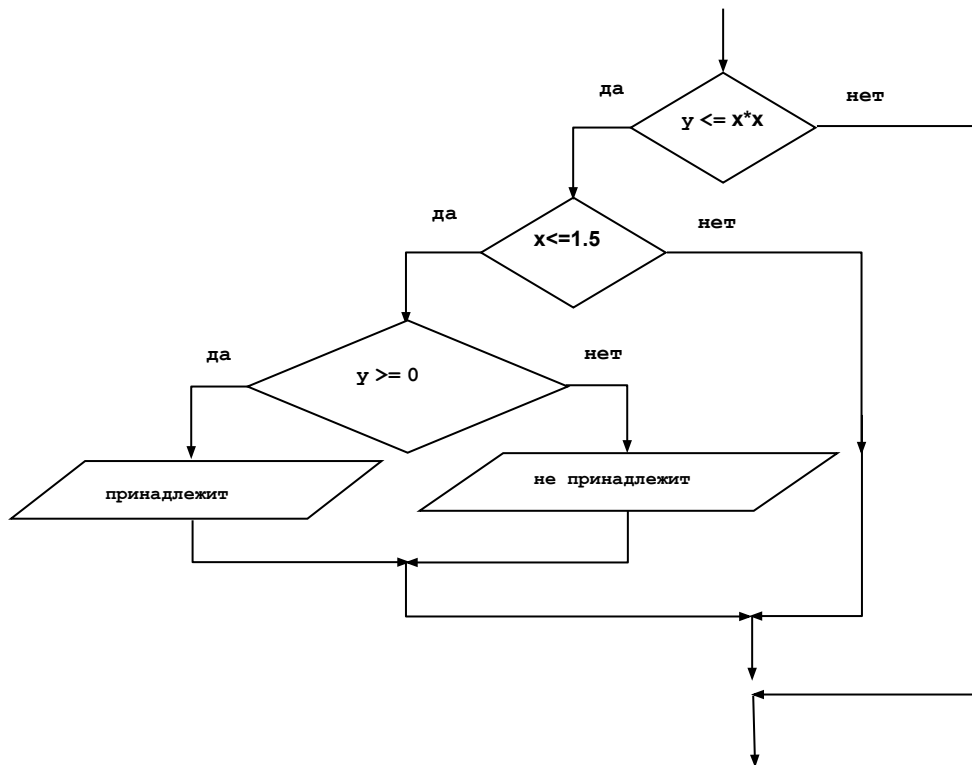 да
нет
y <= x*x
да
нет
x<=1.5
да
нет
y >= 0
принадлежит
не принадлежит